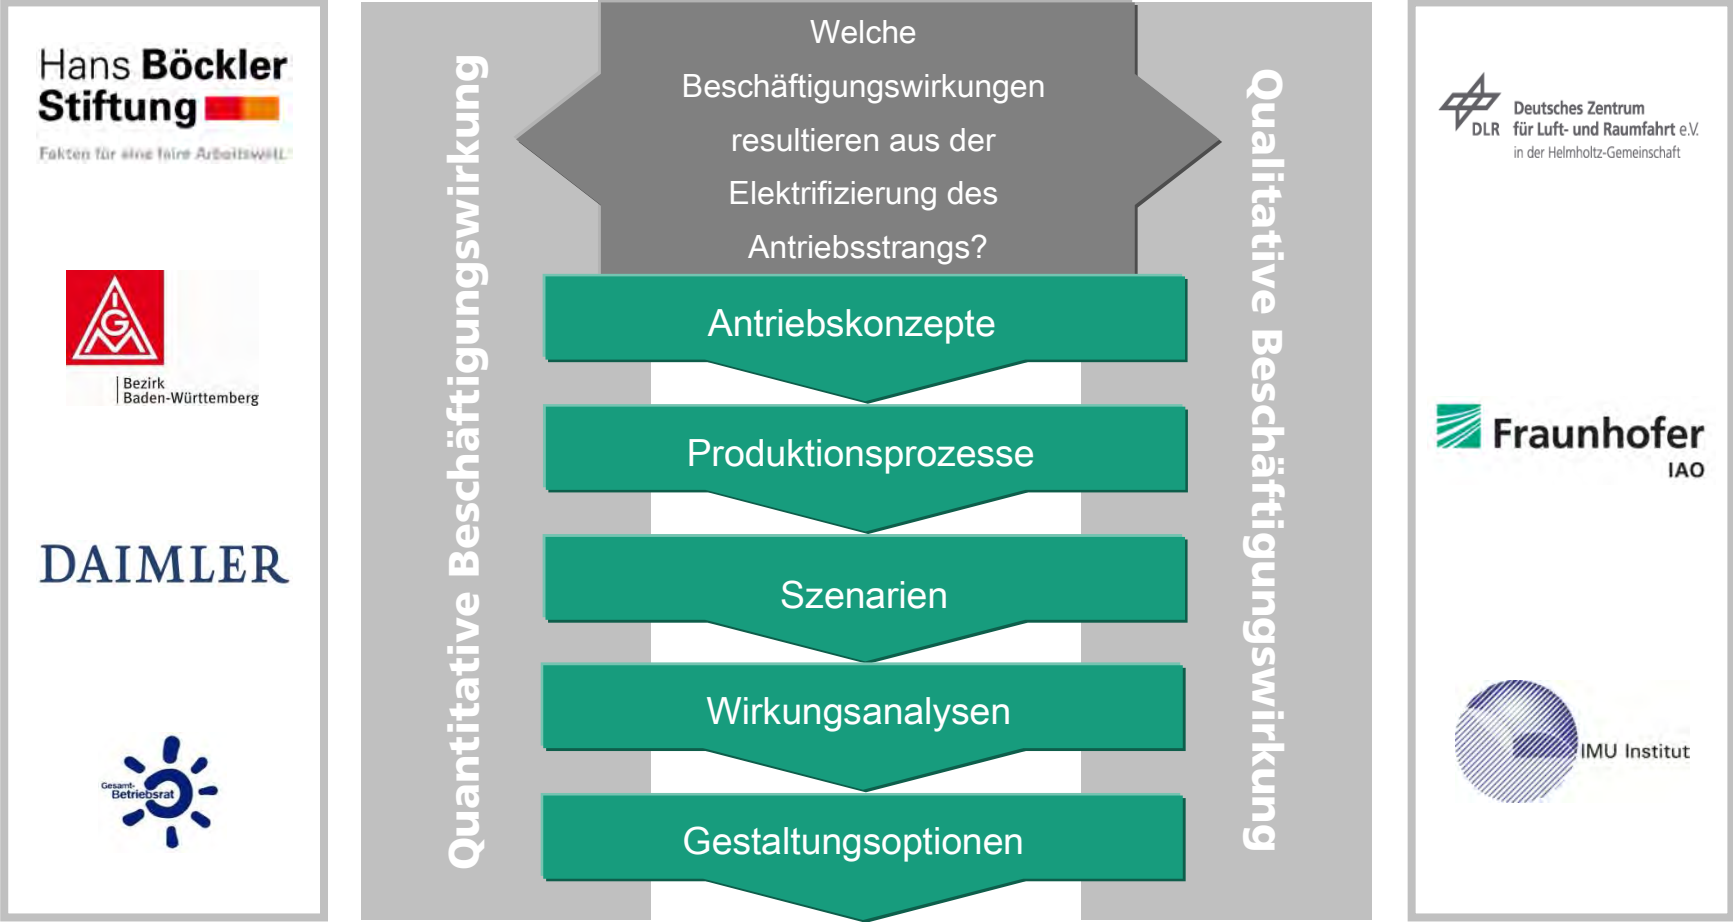 Hans Böckler
Stiftung
Fakten für eine faire Arbeitswelt.
IGM
Bezirk
Baden-Württemberg
DAIMLER
Gesamt-
Betriebsrat
Quantitative Beschäftigungswirkung
Welche
Beschäftigungswirkungen
resultieren aus der
Elektrifizierung des
Antriebsstrangs?
Antriebskonzepte
Produktionsprozesse
Szenarien
Wirkungsanalysen
Gestaltungsoptionen
Qualitative Beschäftigungswirkung
DLR
Deutsches Zentrum
für Luft- und Raumfahrt e.V.
in der Helmholtz-Gemeinschaft
Fraunhofer
IAO
IMU Institut